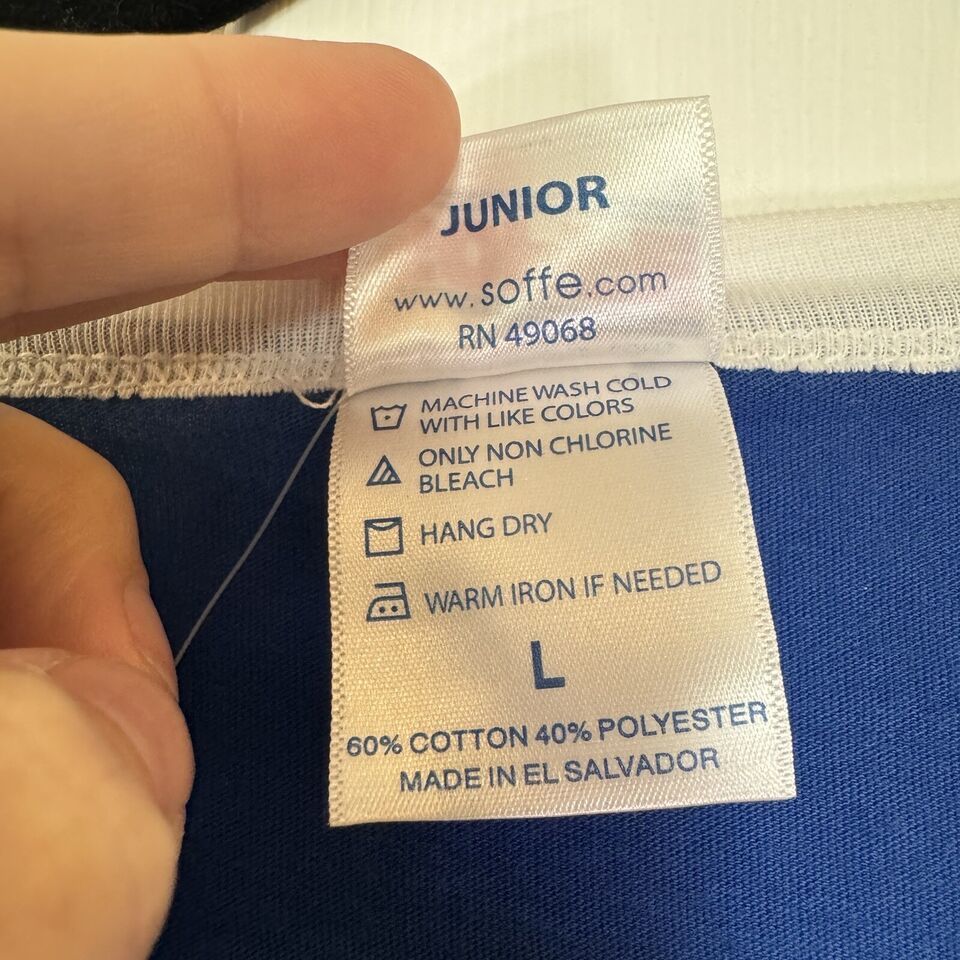 JUNIOR
www.soffe.com
RN 49068
MACHINE WASH COLD
WITH LIKE COLORS
ONLY NON CHLORINE
BLEACH
HANG DRY
WARM IRON IF NEEDED
L
60% COTTON 40% POLYESTER
MADE IN EL SALVADOR